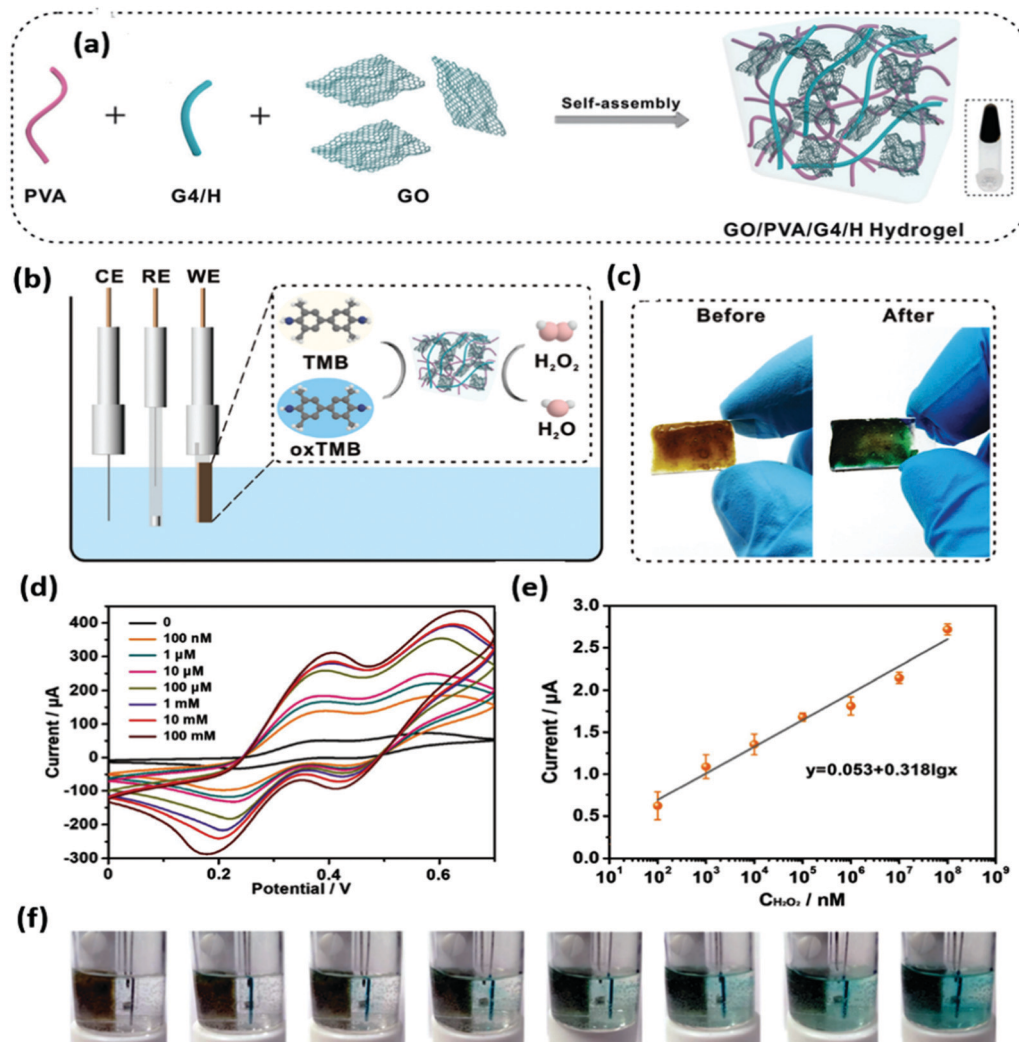 (a)
+
+
Self-assembly
PVA
G4/H
GO
GO/PVA/G4/H Hydrogel
(b)
CE RE WE
TMB
oxTMB
H₂O₂
H₂O
(c)
Before
After
(d)
Current / µA
400
300
200
100
0
-100
-200
-300
0
100 nM
1 µM
10 µM
100 µM
1 mM
10 mM
100 mM
0.0 0.2 0.4 0.6
Potential / V
(e)
Current / µA
3.0
2.5
2.0
1.5
1.0
0.5
0.0
y=0.053+0.318lgx
10¹ 10² 10³ 10⁴ 10⁵ 10⁶ 10⁷ 10⁸ 10⁹
C_H₂O₂ / nM
(f)